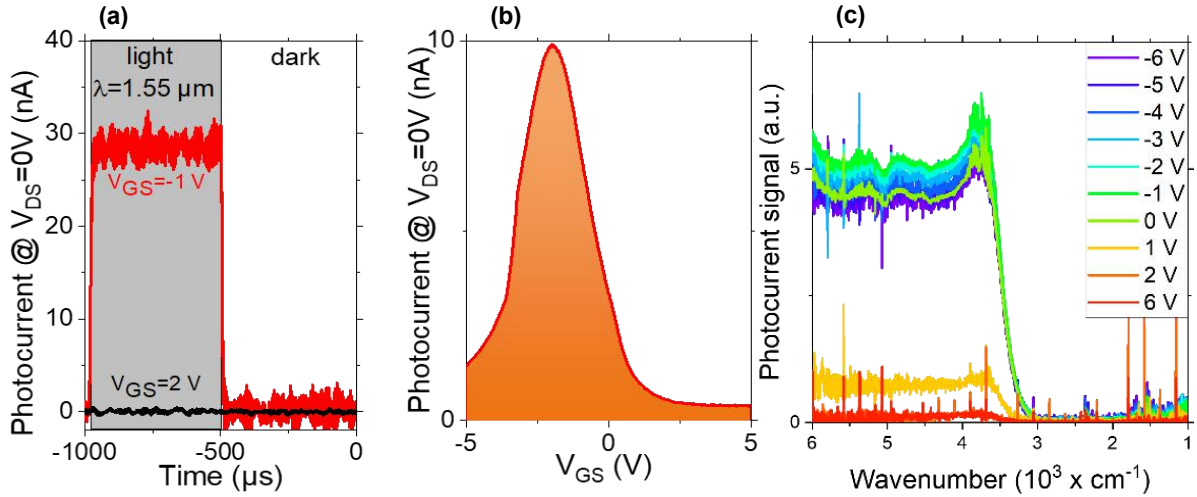 (a)
Photocurrent @ V_DS=0V (nA)
40
30
20
10
0
light
λ=1.55 µm
dark
V_GS=-1 V
V_GS=2 V
-1000
-500
0
Time (µs)
(b)
Photocurrent @ V_DS=0V (nA)
10
0
-5
0
5
V_GS (V)
(c)
Photocurrent signal (a.u.)
5
0
-6 V
-5 V
-4 V
-3 V
-2 V
-1 V
0 V
1 V
2 V
6 V
6
5
4
3
2
1
Wavenumber (10³ x cm⁻¹)